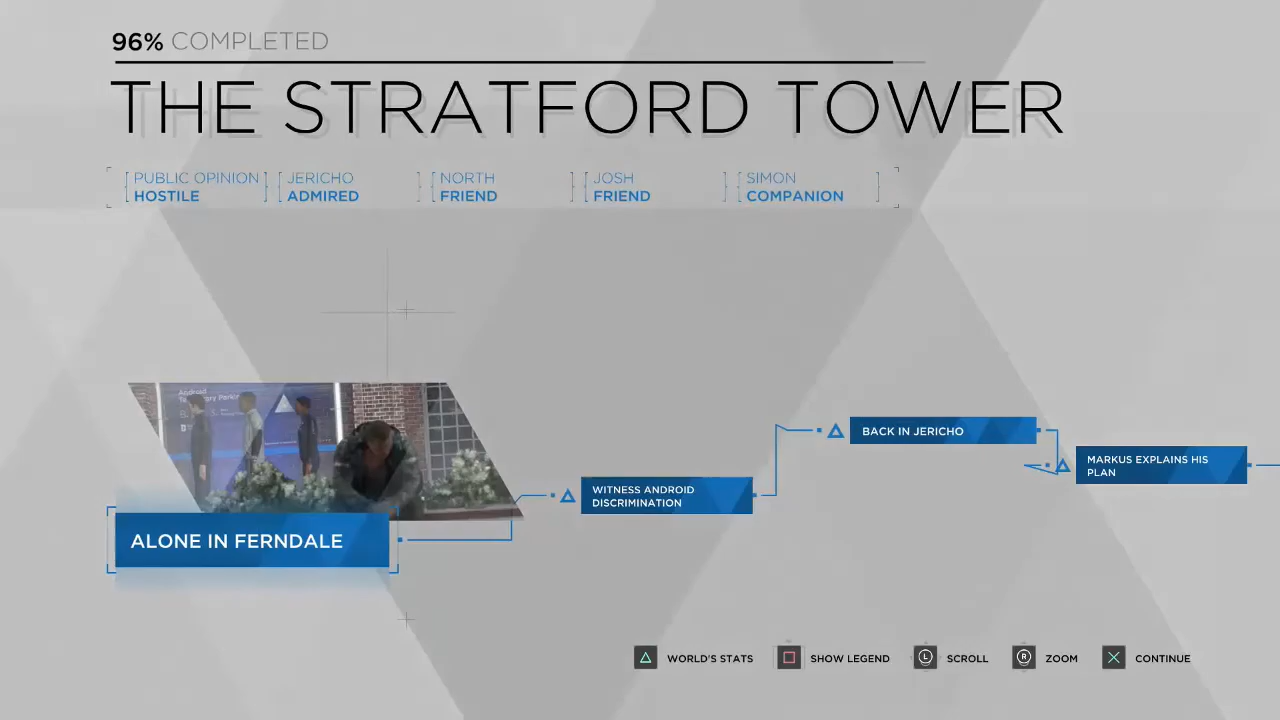 96% COMPLETED
THE STRATFORD TOWER
PUBLIC OPINION
HOSTILE
JERICHO
ADMIRED
NORTH
FRIEND
JOSH
FRIEND
SIMON
COMPANION
Android
ALONE IN FERNDALE
WITNESS ANDROID
DISCRIMINATION
BACK IN JERICHO
MARKUS EXPLAINS HIS
PLAN
WORLD'S STATS
SHOW LEGEND
L
SCROLL
R
ZOOM
CONTINUE